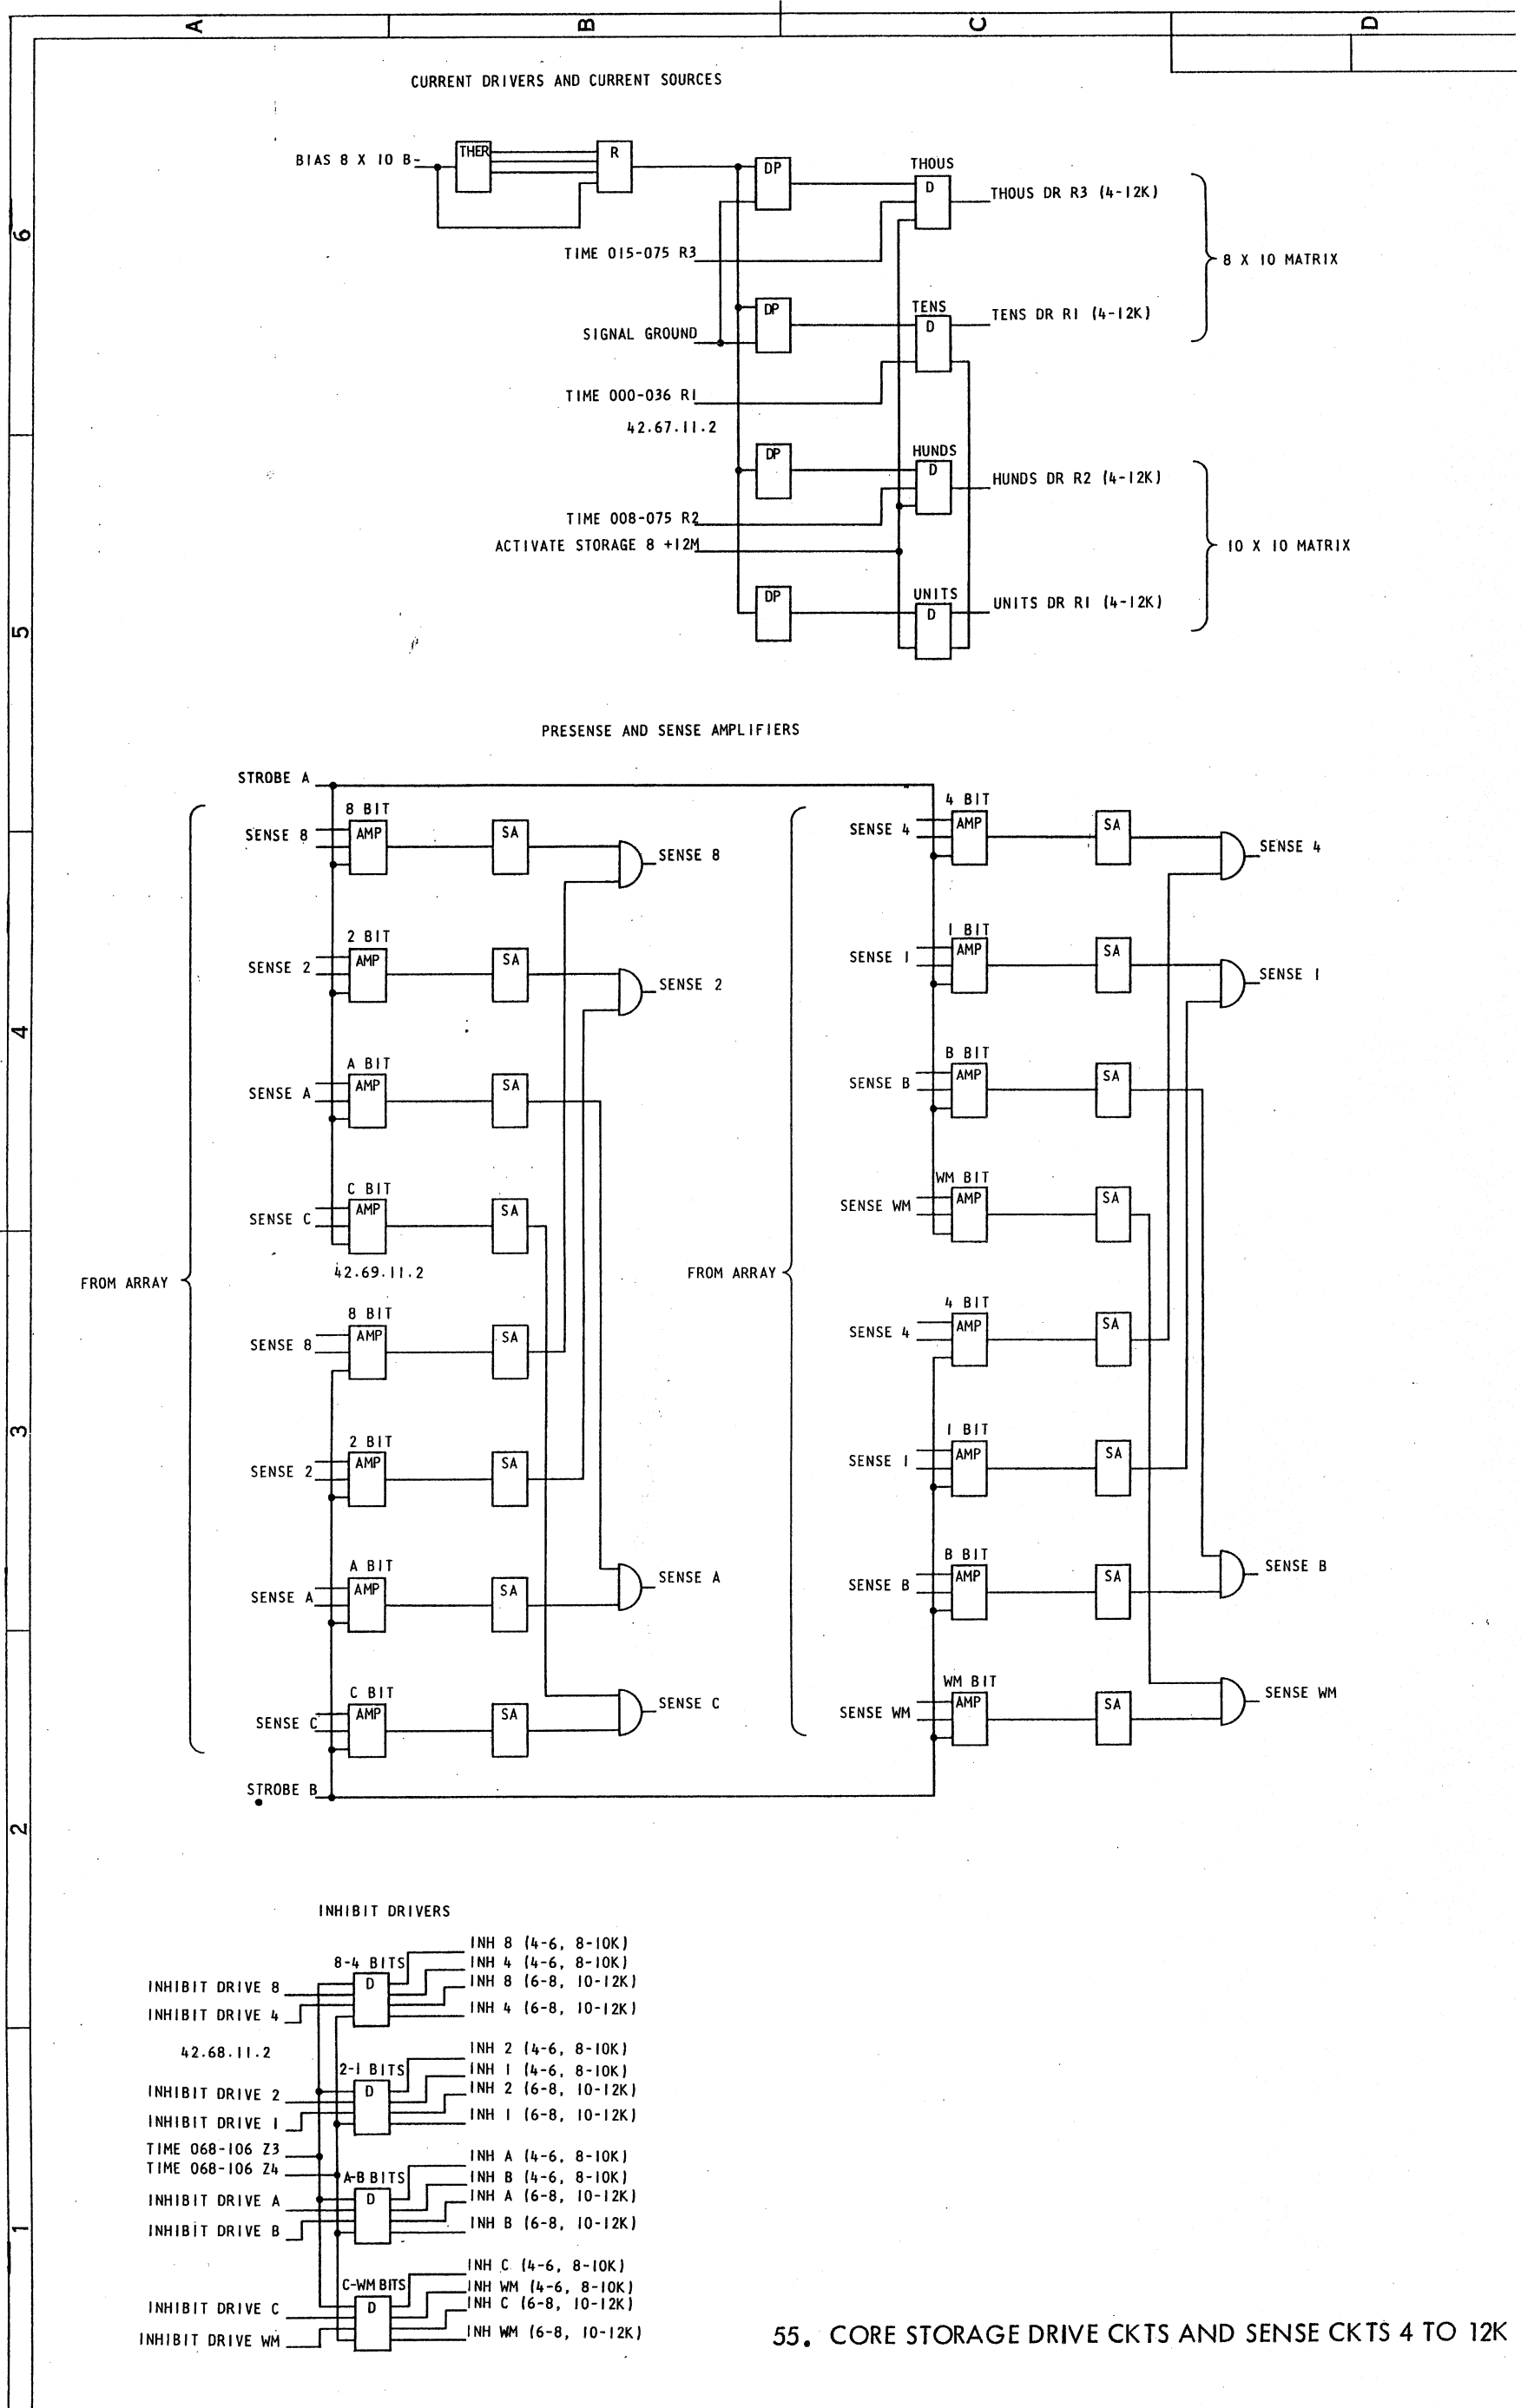 A B C D
CURRENT DRIVERS AND CURRENT SOURCES
BIAS 8 X 10 B-
THER
R
DP
THOUS
D
THOUS DR R3 (4-12K)
6
TIME 015-075 R3
8 X 10 MATRIX
DP
TENS
D
TENS DR R1 (4-12K)
SIGNAL GROUND
TIME 000-036 R1
42.67.11.2
DP
HUNDS
D
HUNDS DR R2 (4-12K)
TIME 008-075 R2
ACTIVATE STORAGE 8 +12M
10 X 10 MATRIX
DP
UNITS
D
UNITS DR R1 (4-12K)
5
PRESENSE AND SENSE AMPLIFIERS
STROBE A
8 BIT
SENSE 8
AMP
SA
SENSE 8
2 BIT
SENSE 2
AMP
SA
SENSE 2
4
A BIT
SENSE A
AMP
SA
C BIT
SENSE C
AMP
SA
42.69.11.2
FROM ARRAY
8 BIT
SENSE 8
AMP
SA
3
2 BIT
SENSE 2
AMP
SA
A BIT
SENSE A
AMP
SA
SENSE A
C BIT
SENSE C
AMP
SA
SENSE C
STROBE B
4 BIT
SENSE 4
AMP
SA
SENSE 4
1 BIT
SENSE 1
AMP
SA
SENSE 1
B BIT
SENSE B
AMP
SA
WM BIT
SENSE WM
AMP
SA
FROM ARRAY
4 BIT
SENSE 4
AMP
SA
1 BIT
SENSE 1
AMP
SA
B BIT
SENSE B
AMP
SA
SENSE B
WM BIT
SENSE WM
AMP
SA
SENSE WM
2
INHIBIT DRIVERS
8-4 BITS
D
INHIBIT DRIVE 8
INHIBIT DRIVE 4
INH 8 (4-6, 8-10K)
INH 4 (4-6, 8-10K)
INH 8 (6-8, 10-12K)
INH 4 (6-8, 10-12K)
42.68.11.2
2-1 BITS
D
INHIBIT DRIVE 2
INHIBIT DRIVE 1
INH 2 (4-6, 8-10K)
INH 1 (4-6, 8-10K)
INH 2 (6-8, 10-12K)
INH 1 (6-8, 10-12K)
TIME 068-106 Z3
TIME 068-106 Z4
A-B BITS
D
INHIBIT DRIVE A
INHIBIT DRIVE B
INH A (4-6, 8-10K)
INH B (4-6, 8-10K)
INH A (6-8, 10-12K)
INH B (6-8, 10-12K)
1
C-WM BITS
D
INHIBIT DRIVE C
INHIBIT DRIVE WM
INH C (4-6, 8-10K)
INH WM (4-6, 8-10K)
INH C (6-8, 10-12K)
INH WM (6-8, 10-12K)
55. CORE STORAGE DRIVE CKTS AND SENSE CKTS 4 TO 12K